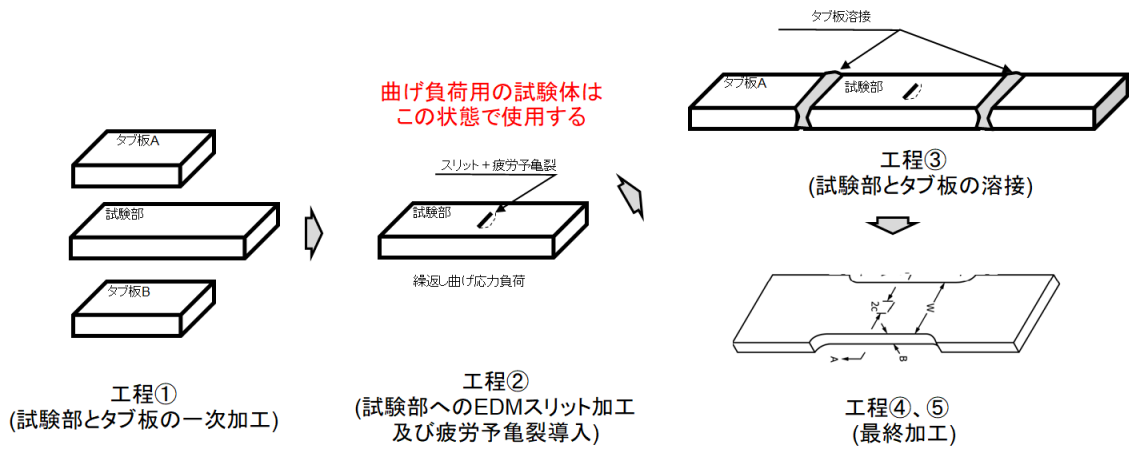 タブ板A
試験部
タブ板B
工程①
(試験部とタブ板の一次加工)
曲げ負荷用の試験体は
この状態で使用する
スリット+疲労予亀裂
試験部
繰返し曲げ応力負荷
工程②
(試験部へのEDMスリット加工
及び疲労予亀裂導入)
タブ板溶接
タブ板A
試験部
工程③
(試験部とタブ板の溶接)
W
2c
B
A
工程④、⑤
(最終加工)